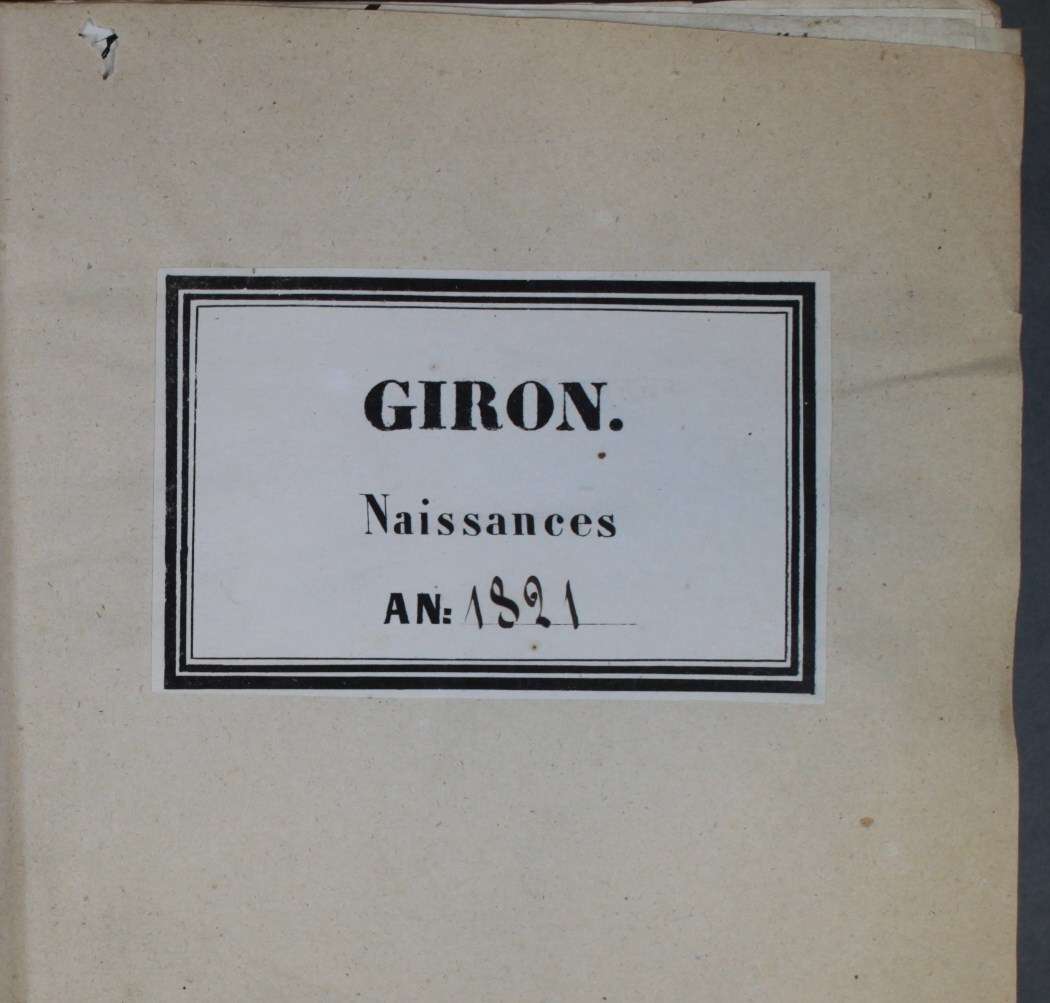 GIRON.
Naissances
AN: 1821